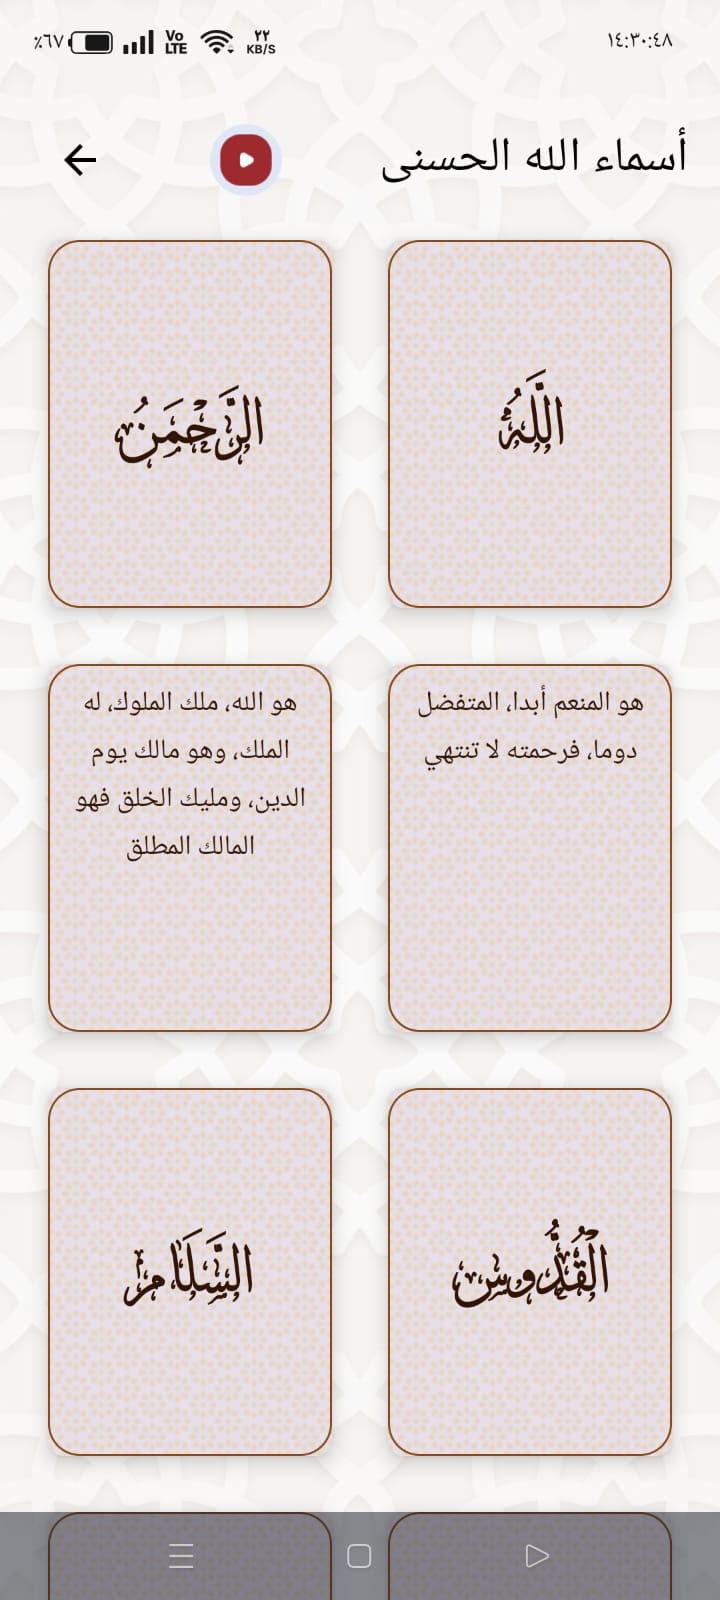 ٪٦٧
Vo LTE
٢٢ KB/S
١٤:٣٠:٤٨
أسماء الله الحسنى
اللَّهُ
الرَّحْمَنُ
هو المنعم أبدا، المتفضل
دوما، فرحمته لا تنتهي
هو الله، ملك الملوك، له
الملك، وهو مالك يوم
الدين، ومليك الخلق فهو
المالك المطلق
الْقُدُّوسُ
السَّلَامُ